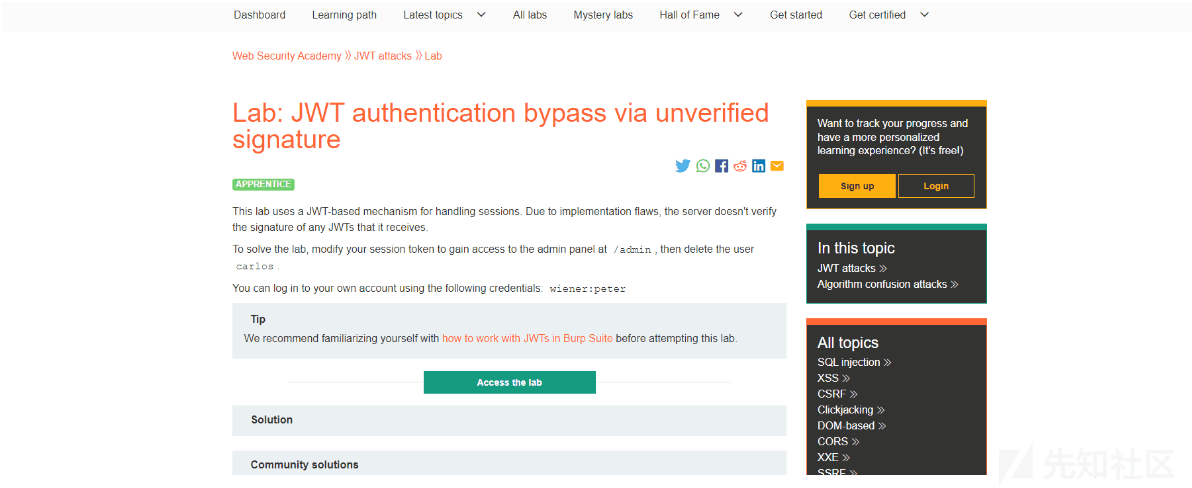 Dashboard Learning path Latest topics All labs Mystery labs Hall of Fame Get started Get certified
Web Security Academy » JWT attacks » Lab
Lab: JWT authentication bypass via unverified
signature
APPRENTICE
This lab uses a JWT-based mechanism for handling sessions. Due to implementation flaws, the server doesn't verify
the signature of any JWTs that it receives.
To solve the lab, modify your session token to gain access to the admin panel at /admin, then delete the user
carlos.
You can log in to your own account using the following credentials: wiener:peter
Tip
We recommend familiarizing yourself with how to work with JWTs in Burp Suite before attempting this lab.
Access the lab
Solution
Community solutions
Want to track your progress and
have a more personalized
learning experience? (It's free!)
Sign up Login
In this topic
JWT attacks »
Algorithm confusion attacks »
All topics
SQL injection »
XSS »
CSRF »
Clickjacking »
DOM-based »
CORS »
XXE »
SSRF »
先知社区